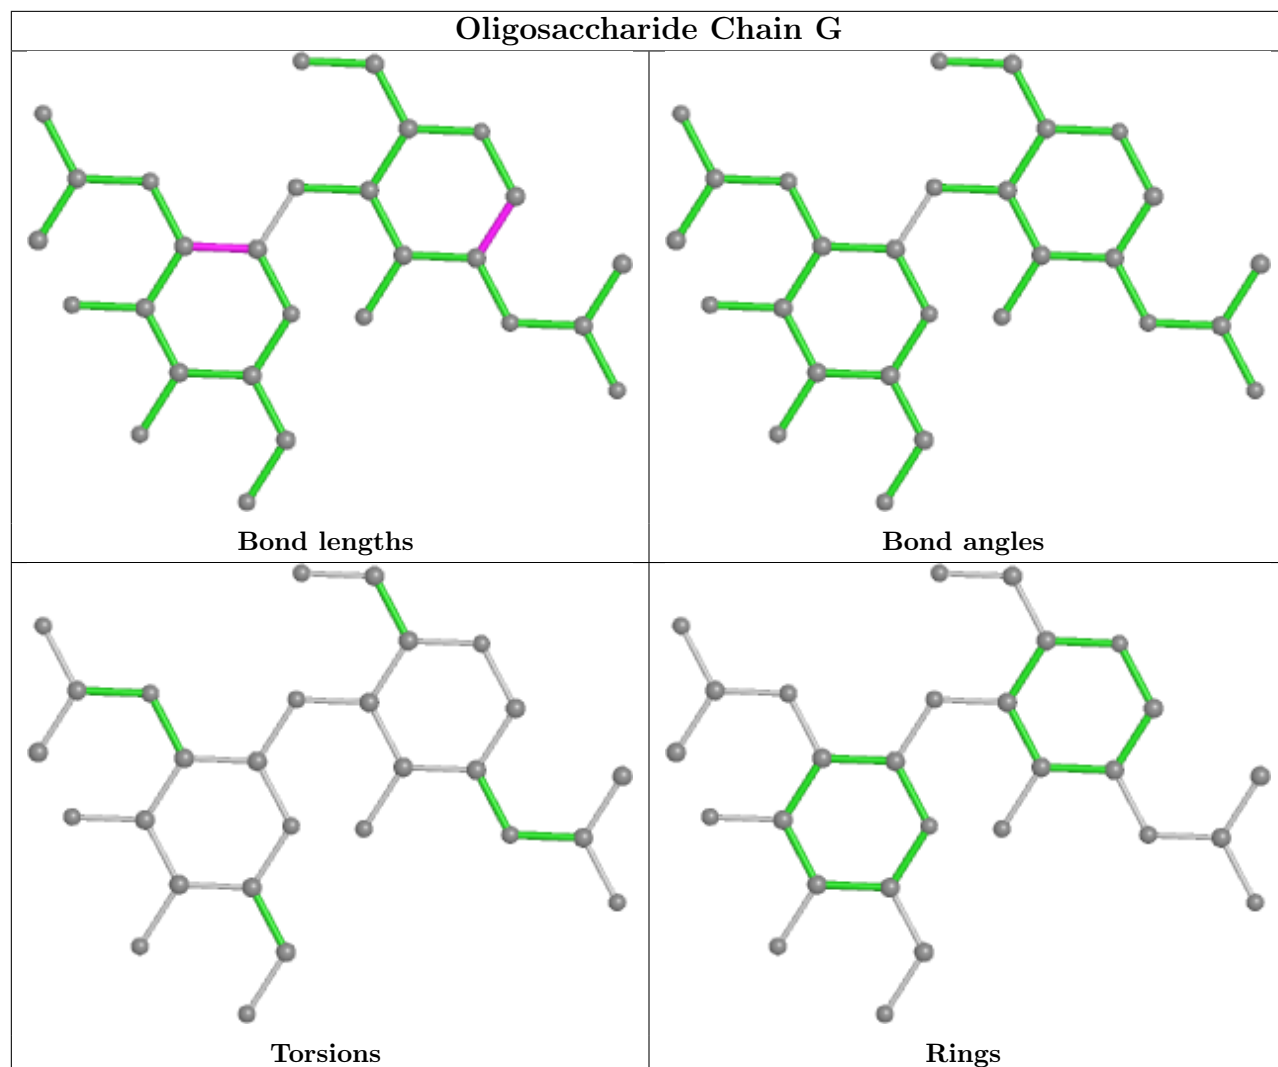 Oligosaccharide Chain G
Bond lengths
Bond angles
Torsions
Rings